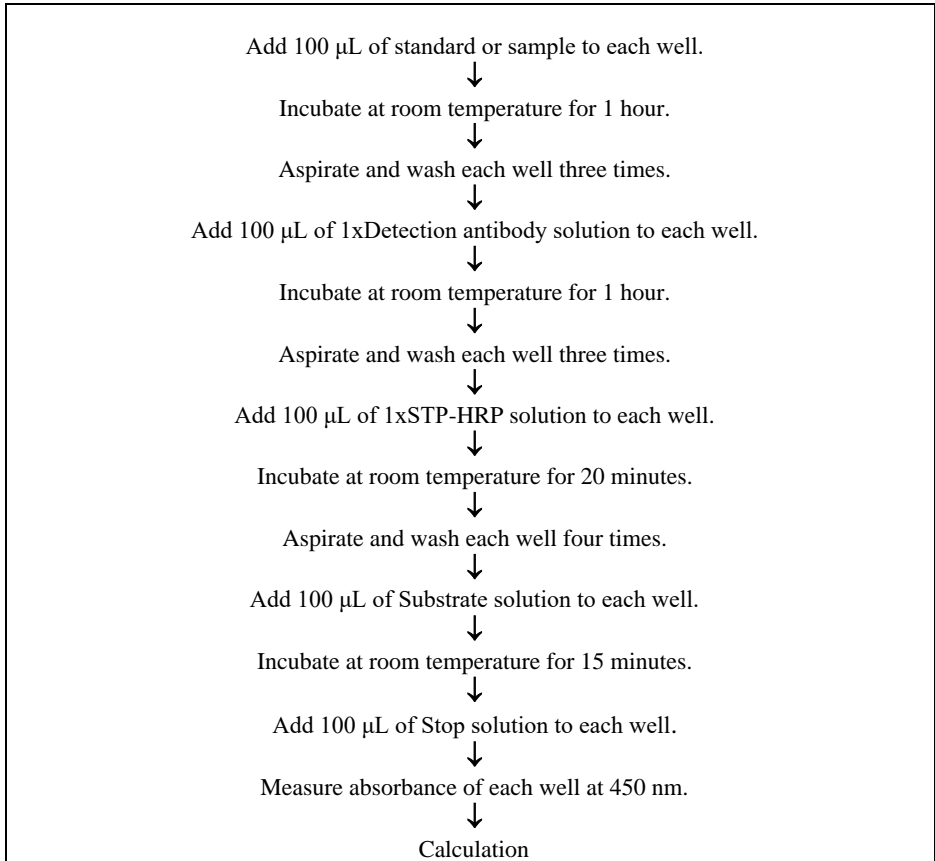 Add 100 μL of standard or sample to each well.
↓
Incubate at room temperature for 1 hour.
↓
Aspirate and wash each well three times.
↓
Add 100 μL of 1xDetection antibody solution to each well.
↓
Incubate at room temperature for 1 hour.
↓
Aspirate and wash each well three times.
↓
Add 100 μL of 1xSTP-HRP solution to each well.
↓
Incubate at room temperature for 20 minutes.
↓
Aspirate and wash each well four times.
↓
Add 100 μL of Substrate solution to each well.
↓
Incubate at room temperature for 15 minutes.
↓
Add 100 μL of Stop solution to each well.
↓
Measure absorbance of each well at 450 nm.
↓
Calculation